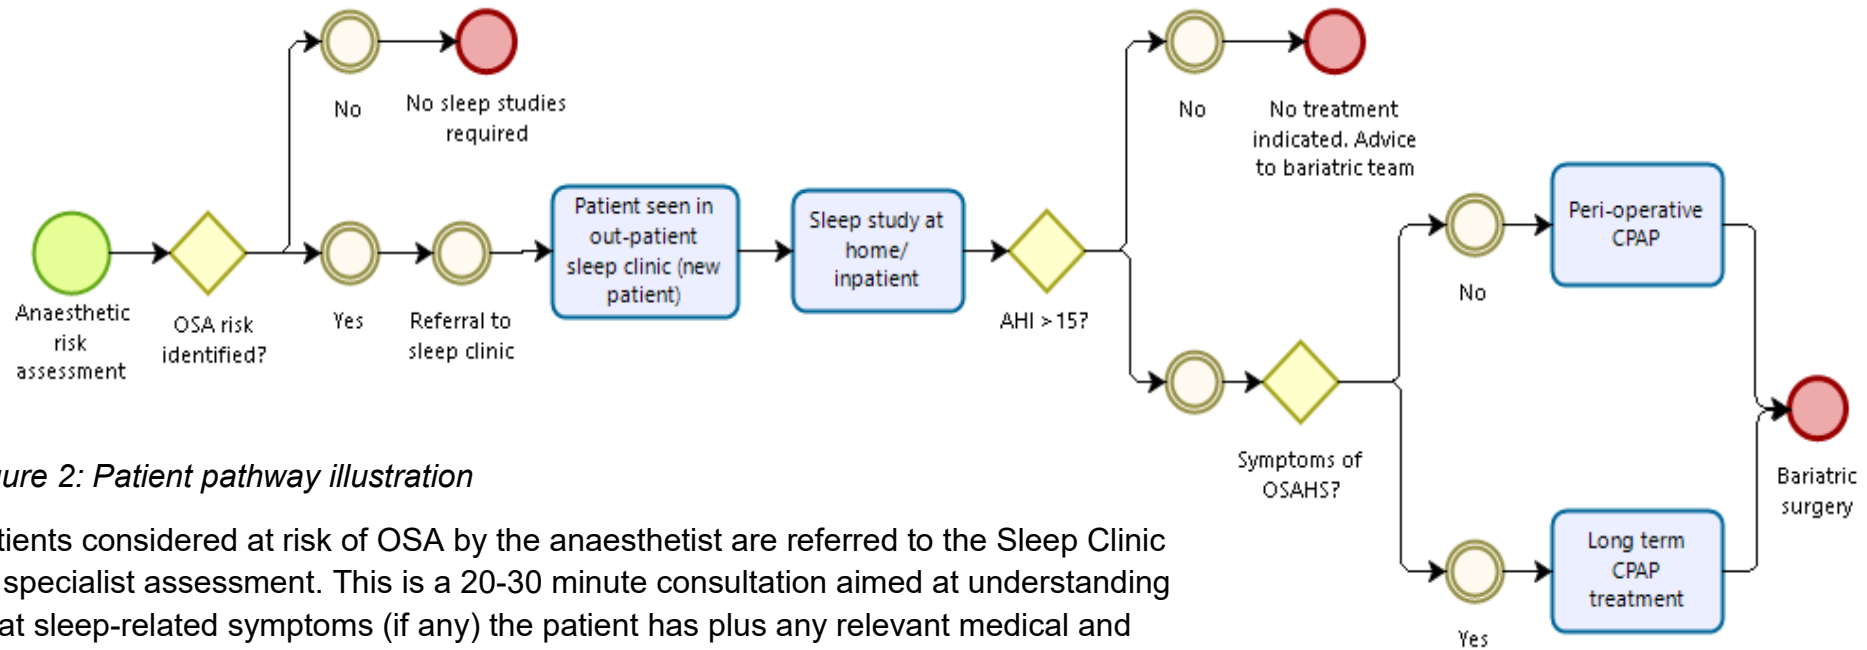 No
No sleep studies
required
Anaesthetic
risk
assessment
OSA risk
identified?
Yes
Referral to
sleep clinic
Patient seen in
out-patient
sleep clinic (new
patient)
Sleep study at
home/
inpatient
AHI >15?
No
No treatment
indicated. Advice
to bariatric team
Symptoms of
OSAHS?
No
Peri-operative
CPAP
Yes
Long term
CPAP
treatment
Bariatric
surgery
ure 2: Patient pathway illustration
tients considered at risk of OSA by the anaesthetist are referred to the Sleep Clinic
specialist assessment. This is a 20-30 minute consultation aimed at understanding
at sleep-related symptoms (if any) the patient has plus any relevant medical and